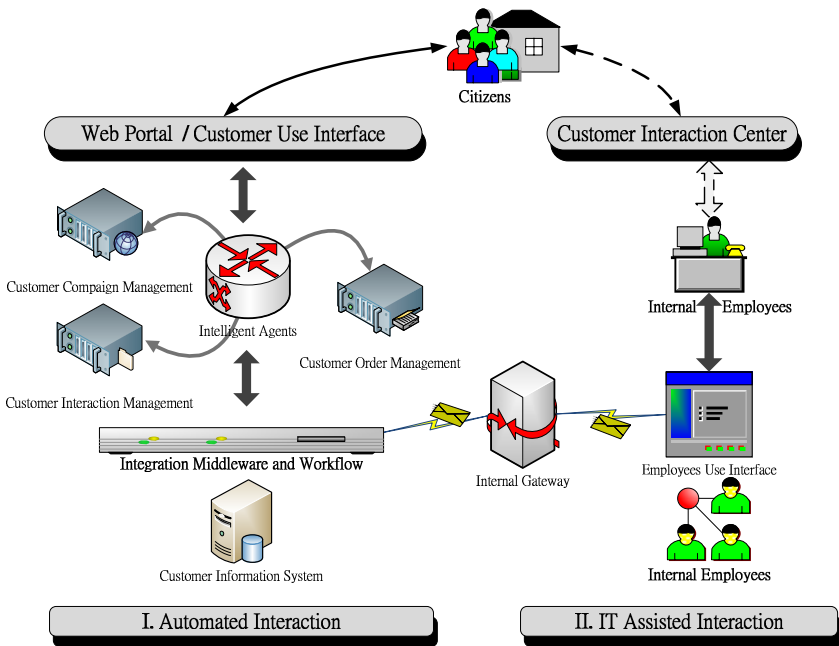 Citizens
Web Portal / Customer Use Interface
Customer Interaction Center
Customer Compaign Management
Intelligent Agents
Internal Employees
Customer Order Management
Customer Interaction Management
Integration Middleware and Workflow
Internal Gateway
Employees Use Interface
Customer Information System
Internal Employees
I. Automated Interaction
II. IT Assisted Interaction